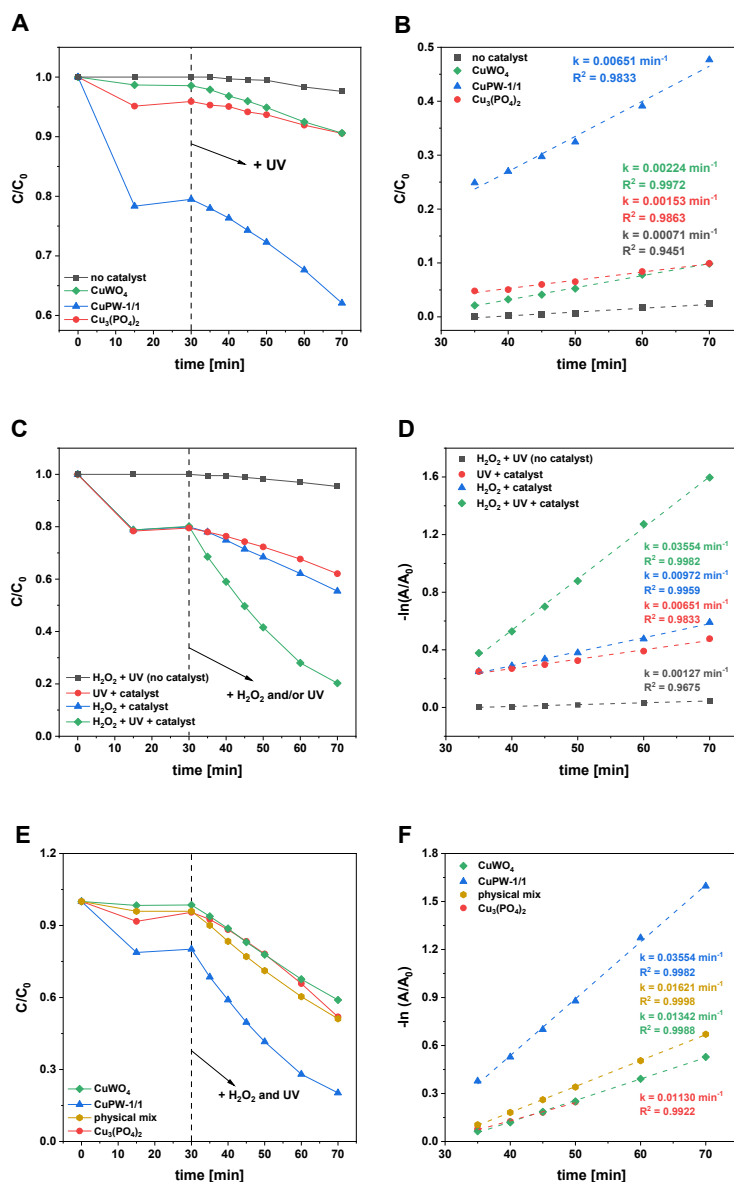 A
1.0
0.9
0.8
0.7
0.6
C/C₀
+ UV
no catalyst
CuWO₄
CuPW-1/1
Cu₃(PO₄)₂
0 10 20 30 40 50 60 70
time [min]
B
0.5
0.4
0.3
0.2
0.1
0.0
C/C₀
no catalyst
CuWO₄
CuPW-1/1
Cu₃(PO₄)₂
k = 0.00651 min⁻¹
R² = 0.9833
k = 0.00224 min⁻¹
R² = 0.9972
k = 0.00153 min⁻¹
R² = 0.9863
k = 0.00071 min⁻¹
R² = 0.9451
30 40 50 60 70
time [min]
C
1.0
0.8
0.6
0.4
0.2
0.0
C/C₀
H₂O₂ + UV (no catalyst)
UV + catalyst
H₂O₂ + catalyst
H₂O₂ + UV + catalyst
+ H₂O₂ and/or UV
0 10 20 30 40 50 60 70
time [min]
D
H₂O₂ + UV (no catalyst)
UV + catalyst
H₂O₂ + catalyst
H₂O₂ + UV + catalyst
1.6
1.2
0.8
0.4
0.0
-ln(A/A₀)
k = 0.03554 min⁻¹
R² = 0.9982
k = 0.00972 min⁻¹
R² = 0.9959
k = 0.00651 min⁻¹
R² = 0.9833
k = 0.00127 min⁻¹
R² = 0.9675
30 40 50 60 70
time [min]
E
1.2
0.9
0.6
0.3
0.0
C/C₀
+ H₂O₂ and UV
CuWO₄
CuPW-1/1
physical mix
Cu₃(PO₄)₂
0 10 20 30 40 50 60 70
time [min]
F
1.8
1.5
1.2
0.9
0.6
0.3
0.0
-ln (A/A₀)
CuWO₄
CuPW-1/1
physical mix
Cu₃(PO₄)₂
k = 0.03554 min⁻¹
R² = 0.9982
k = 0.01621 min⁻¹
R² = 0.9998
k = 0.01342 min⁻¹
R² = 0.9988
k = 0.01130 min⁻¹
R² = 0.9922
30 40 50 60 70
time [min]